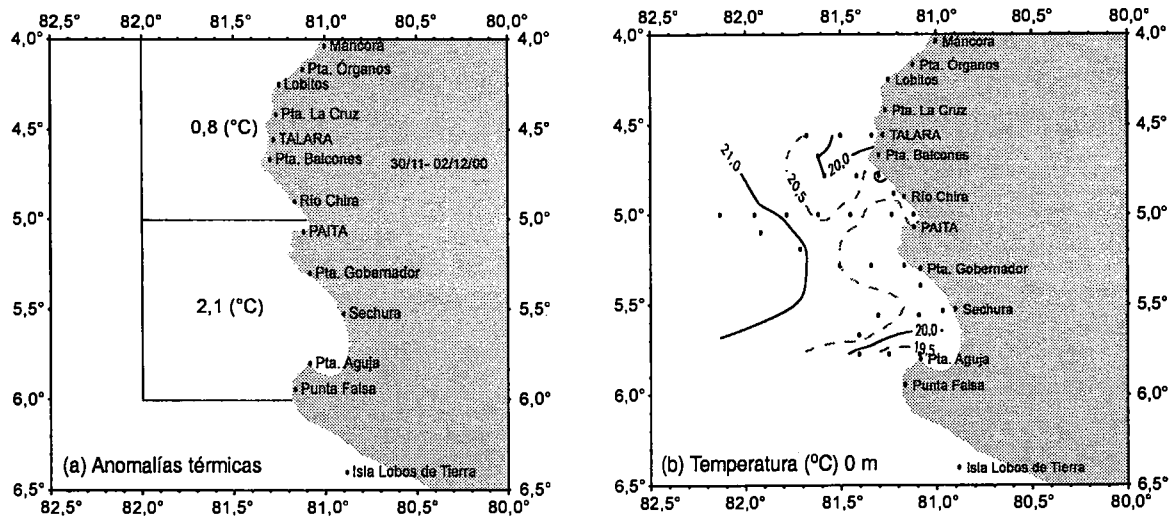 82,5° 82,0° 81,5° 81,0° 80,5° 80,0°
4,0° 4,0°
Máncora
Pta. Órganos
Lobitos
Pta. La Cruz
0,8 (°C)
4,5° 4,5°
TALARA
Pta. Balcones
30/11- 02/12/00
Río Chira
5,0° 5,0°
PAITA
Pta. Gobernador
2,1 (°C)
5,5° 5,5°
Sechura
Pta. Aguja
Punta Falsa
6,0° 6,0°
(a) Anomalías térmicas
Isla Lobos de Tierra
6,5° 6,5°
82,5° 82,0° 81,5° 81,0° 80,5° 80,0°
82,5° 82,0° 81,5° 81,0° 80,5° 80,0°
4,0° 4,0°
Máncora
Pta. Órganos
Lobitos
Pta. La Cruz
4,5° 4,5°
TALARA
Pta. Balcones
21,0
20,5
20,0
Río Chira
5,0° 5,0°
PAITA
Pta. Gobernador
5,5° 5,5°
Sechura
20,0
19,5
Pta. Aguja
Punta Falsa
6,0° 6,0°
(b) Temperatura (°C) 0 m
Isla Lobos de Tierra
6,5° 6,5°
82,5° 82,0° 81,5° 81,0° 80,5° 80,0°